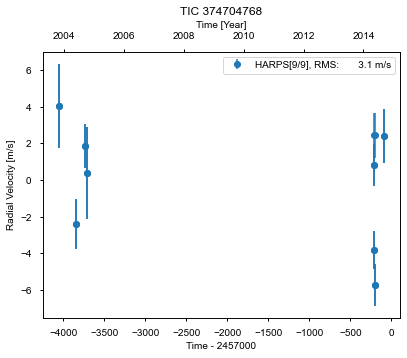 TIC 374704768
Time [Year]
2004 2006 2008 2010 2012 2014
HARPS[9/9], RMS: 3.1 m/s
Radial Velocity [m/s]
6
4
2
0
−2
−4
−6
−4000 −3500 −3000 −2500 −2000 −1500 −1000 −500 0
Time - 2457000